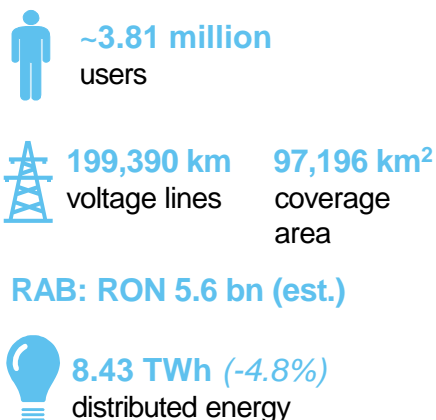 ~3.81 million
users
199,390 km
voltage lines
97,196 km²
coverage
area
RAB: RON 5.6 bn (est.)
8.43 TWh (-4.8%)
distributed energy